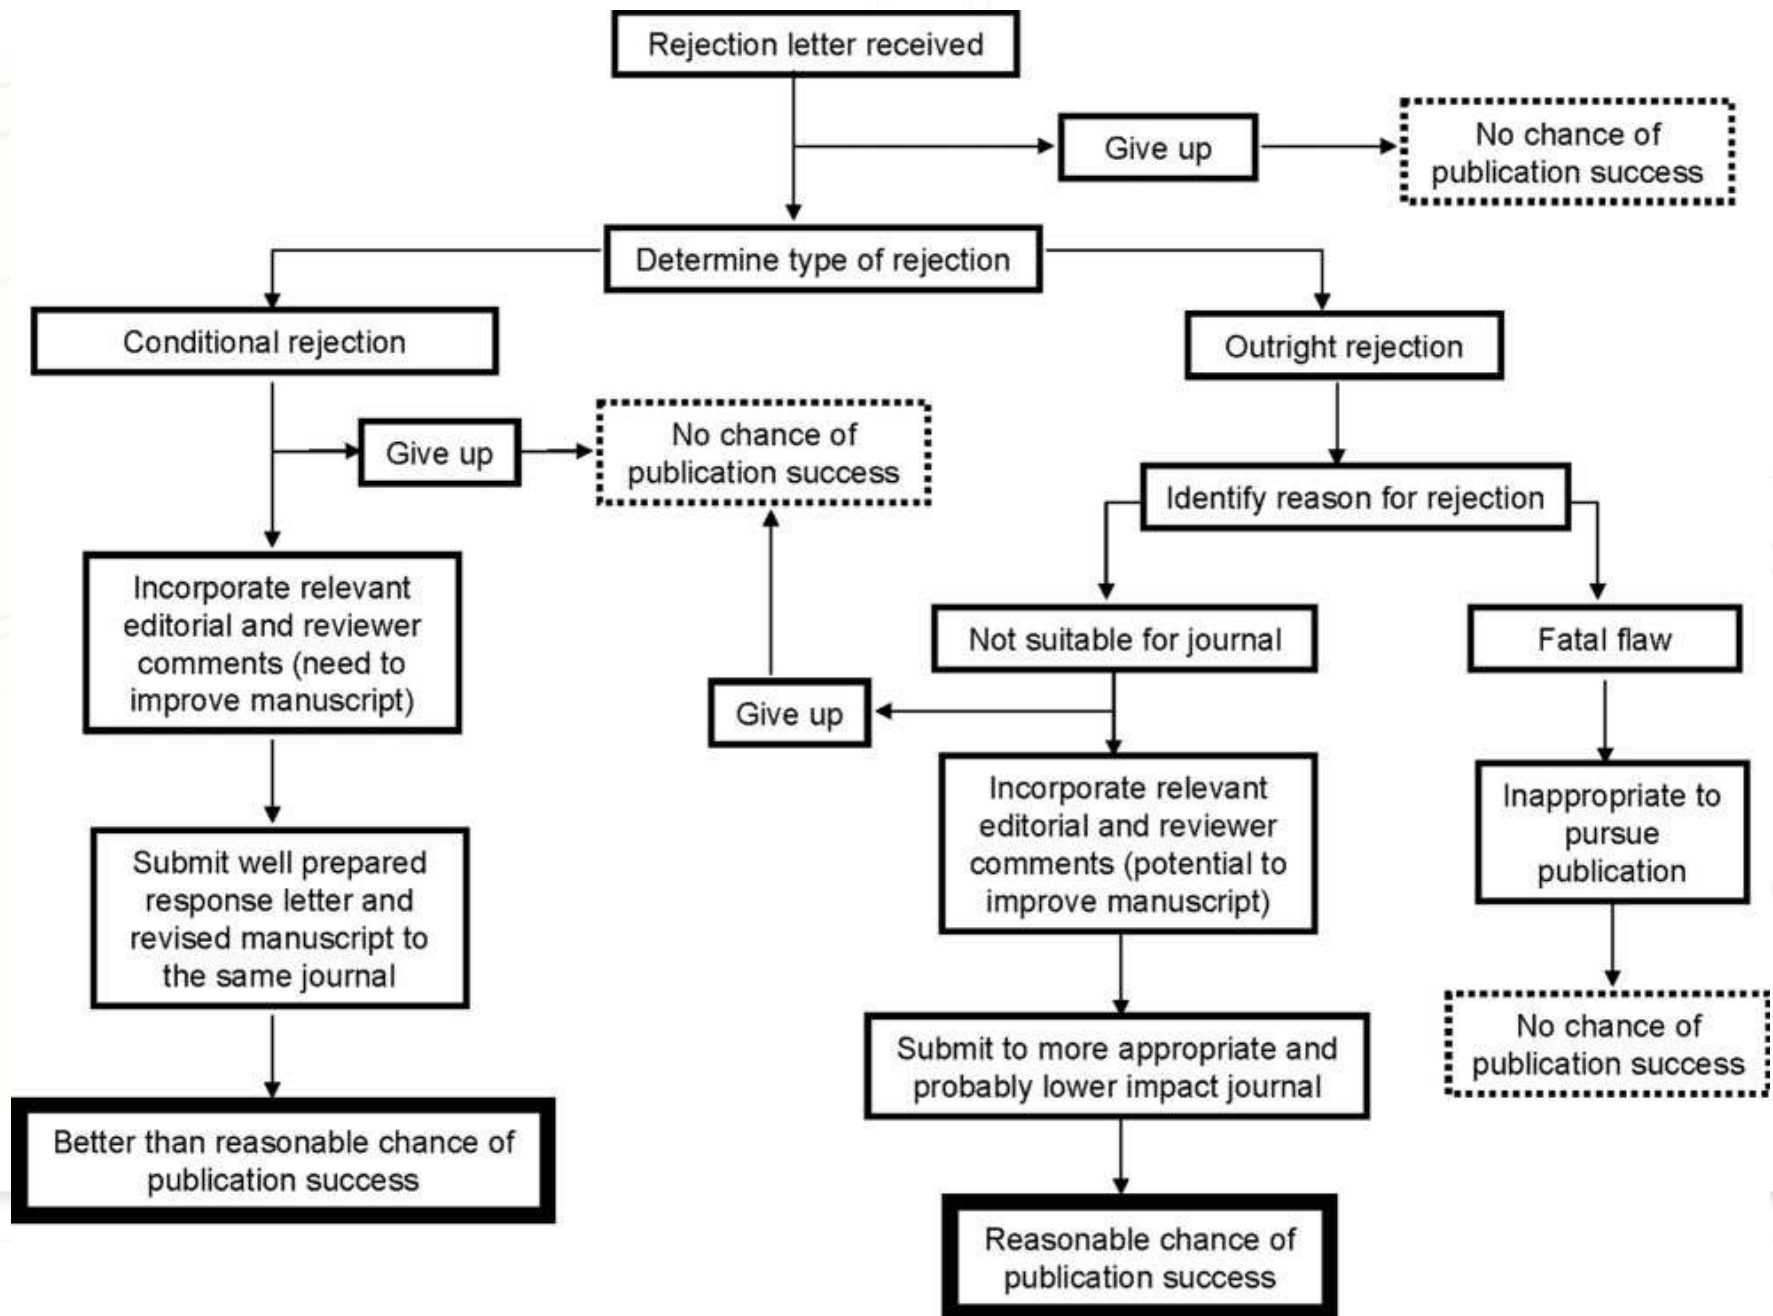 Rejection letter received
Give up
No chance of
publication success
Determine type of rejection
Conditional rejection
Outright rejection
Give up
No chance of
publication success
Identify reason for rejection
Incorporate relevant
editorial and reviewer
comments (need to
improve manuscript)
Not suitable for journal
Fatal flaw
Give up
Incorporate relevant
editorial and reviewer
comments (potential to
improve manuscript)
Inappropriate to
pursue
publication
Submit well prepared
response letter and
revised manuscript to
the same journal
No chance of
publication success
Submit to more appropriate and
probably lower impact journal
Better than reasonable chance of
publication success
Reasonable chance of
publication success